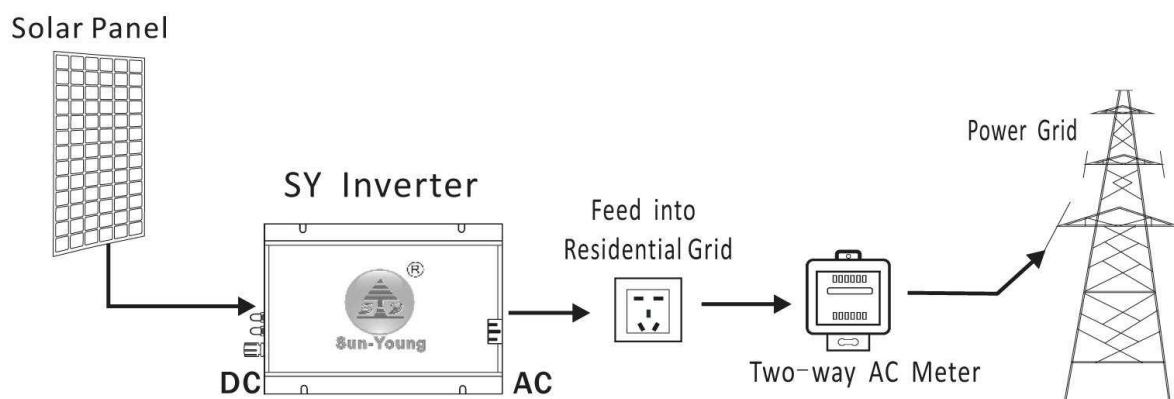 Solar Panel
SY Inverter
®
Sun-Young
DC
AC
Feed into
Residential Grid
Two-way AC Meter
Power Grid